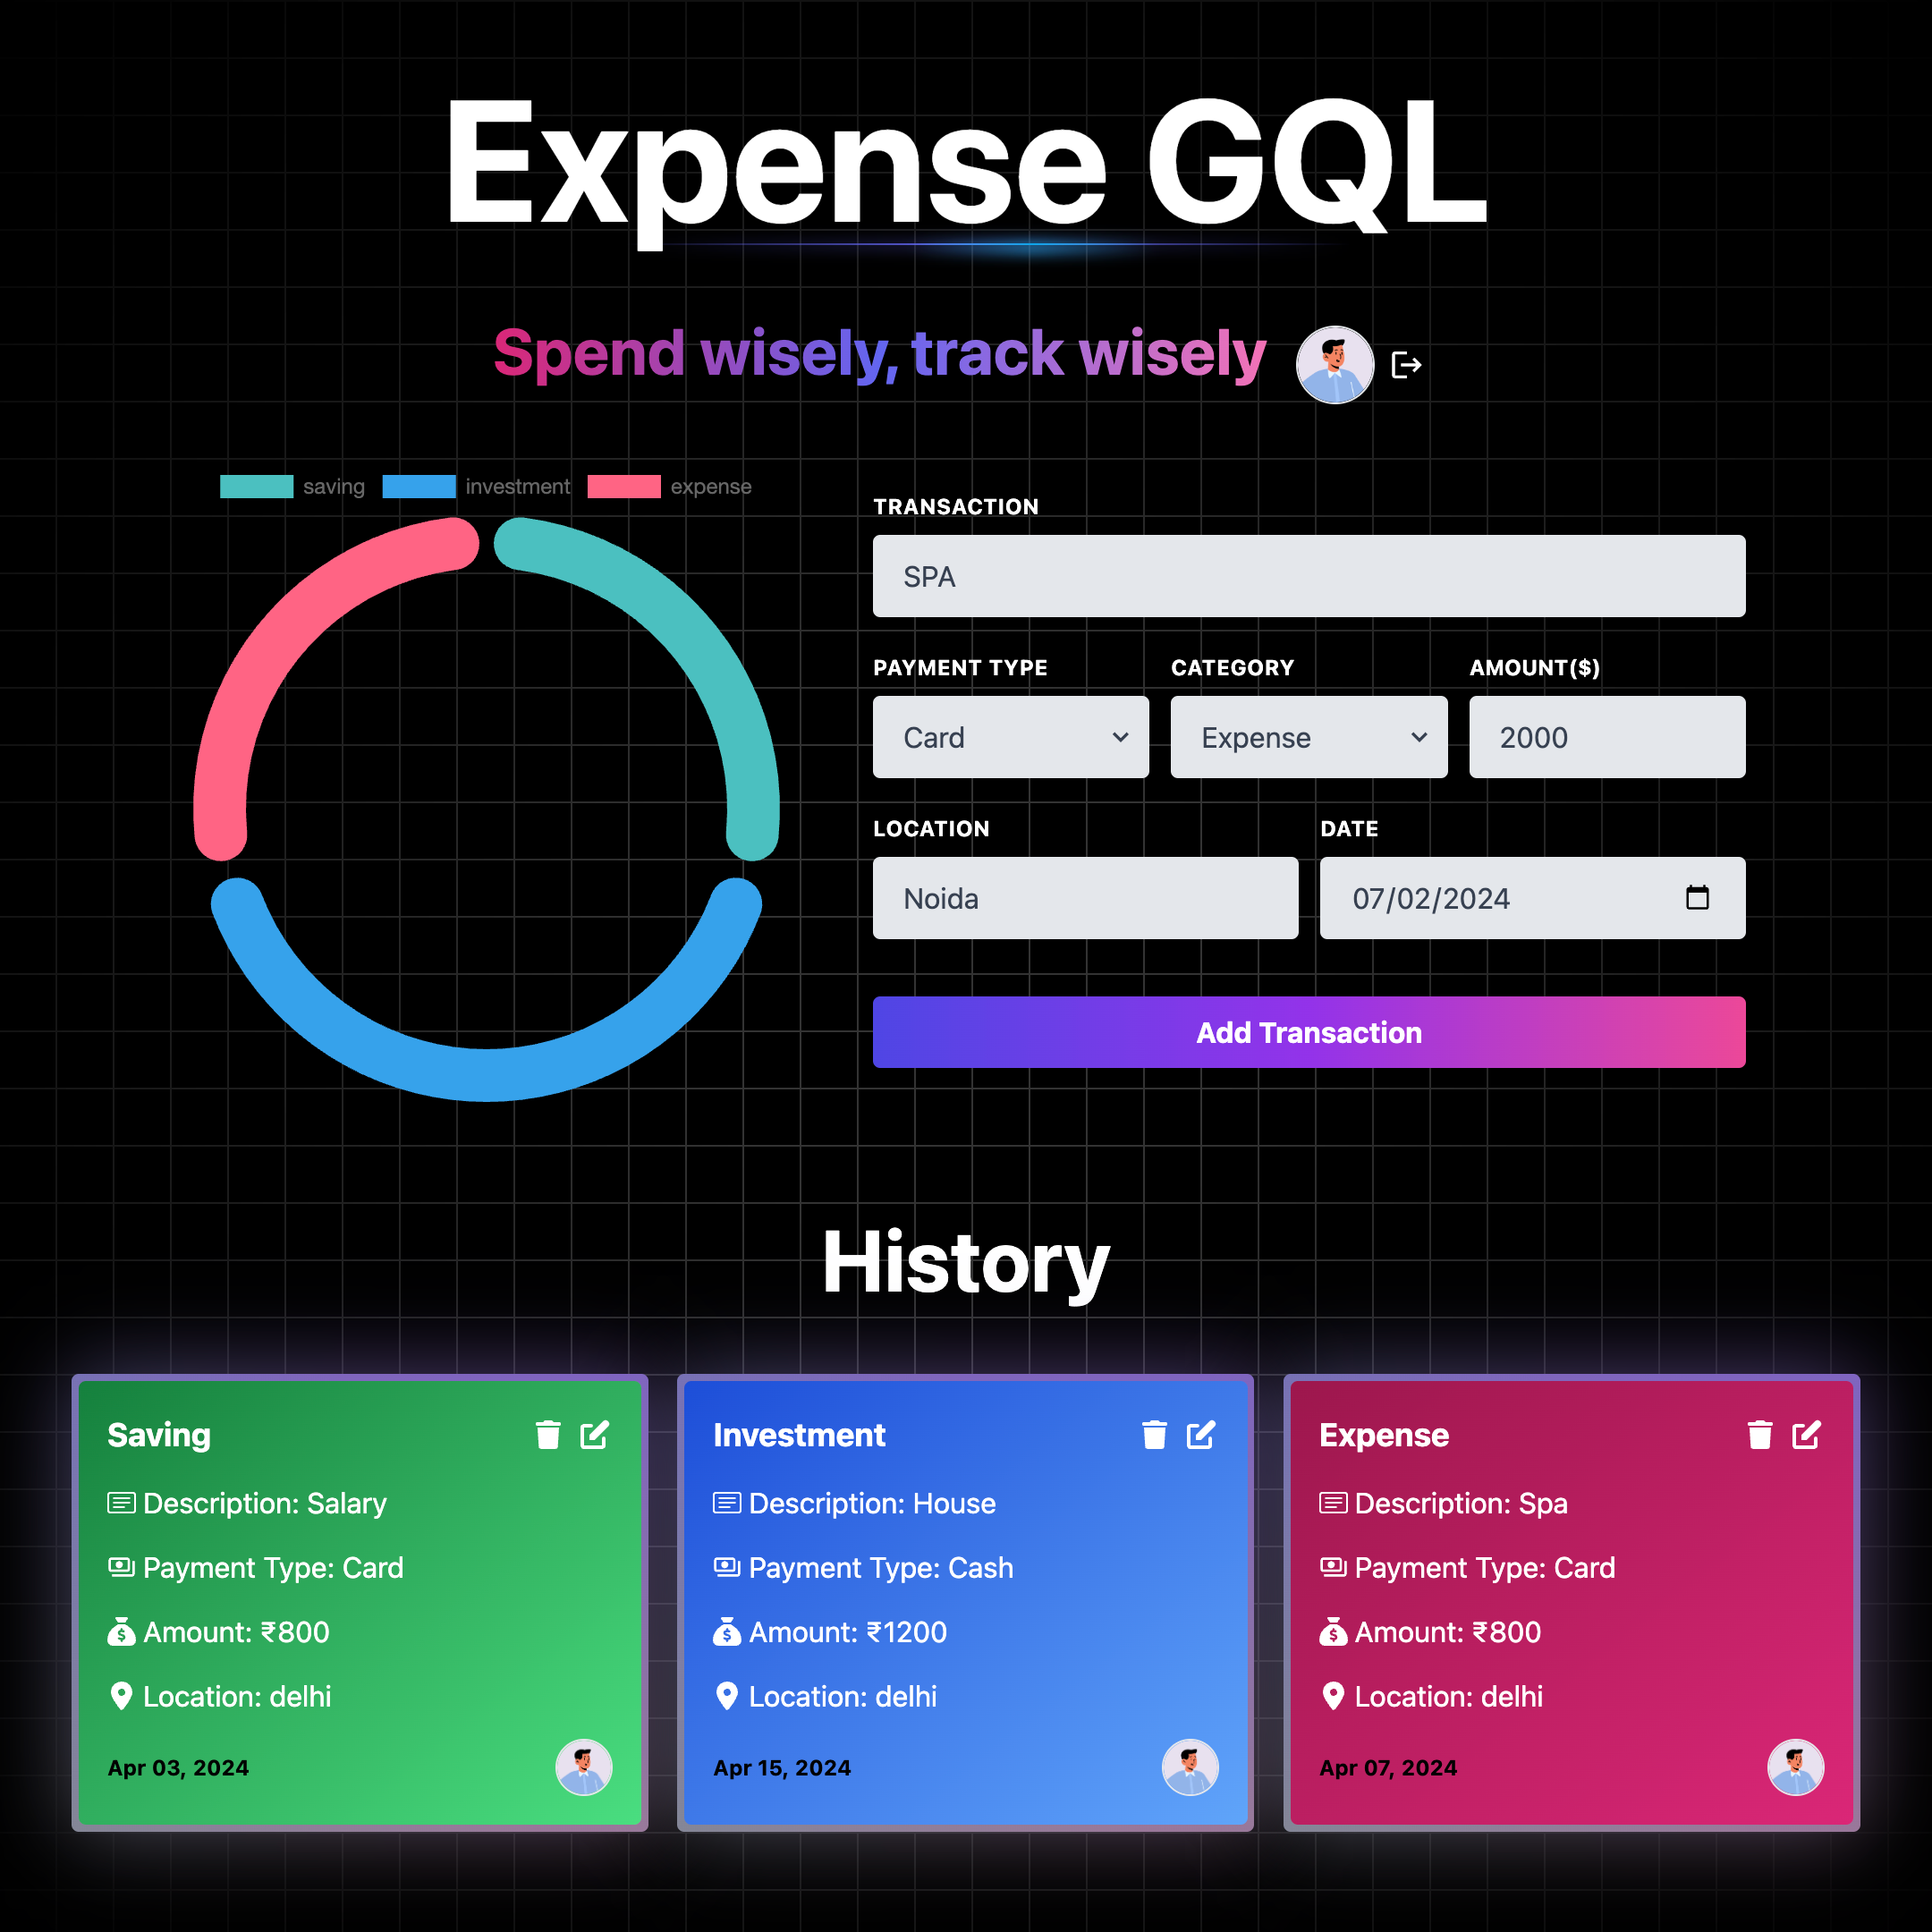 Expense GQL
Spend wisely, track wisely
saving investment expense
TRANSACTION
SPA
PAYMENT TYPE CATEGORY AMOUNT($)
Card Expense 2000
LOCATION DATE
Noida 07/02/2024
Add Transaction
History
Saving
Description: Salary
Payment Type: Card
Amount: ₹800
Location: delhi
Apr 03, 2024
Investment
Description: House
Payment Type: Cash
Amount: ₹1200
Location: delhi
Apr 15, 2024
Expense
Description: Spa
Payment Type: Card
Amount: ₹800
Location: delhi
Apr 07, 2024